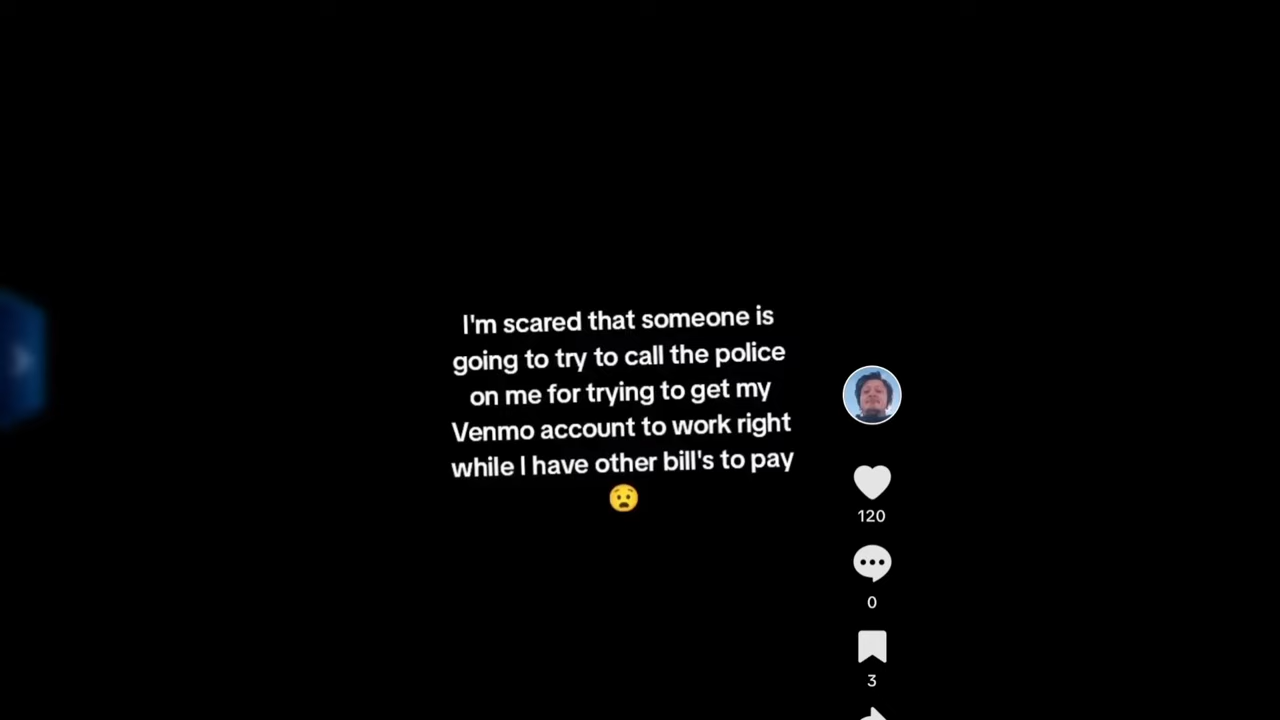 I'm scared that someone is
going to try to call the police
on me for trying to get my
Venmo account to work right
while I have other bill's to pay
😧
120
0
3